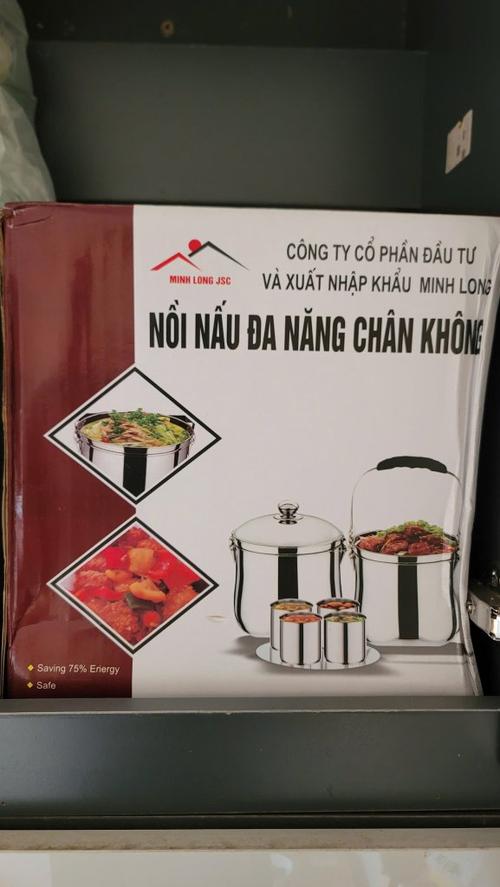 MINH LONG JSC
CÔNG TY CỔ PHẦN ĐẦU TƯ
VÀ XUẤT NHẬP KHẨU MINH LONG
NỒI NẤU ĐA NĂNG CHÂN KHÔNG
Saving 75% Eriergy
Safe